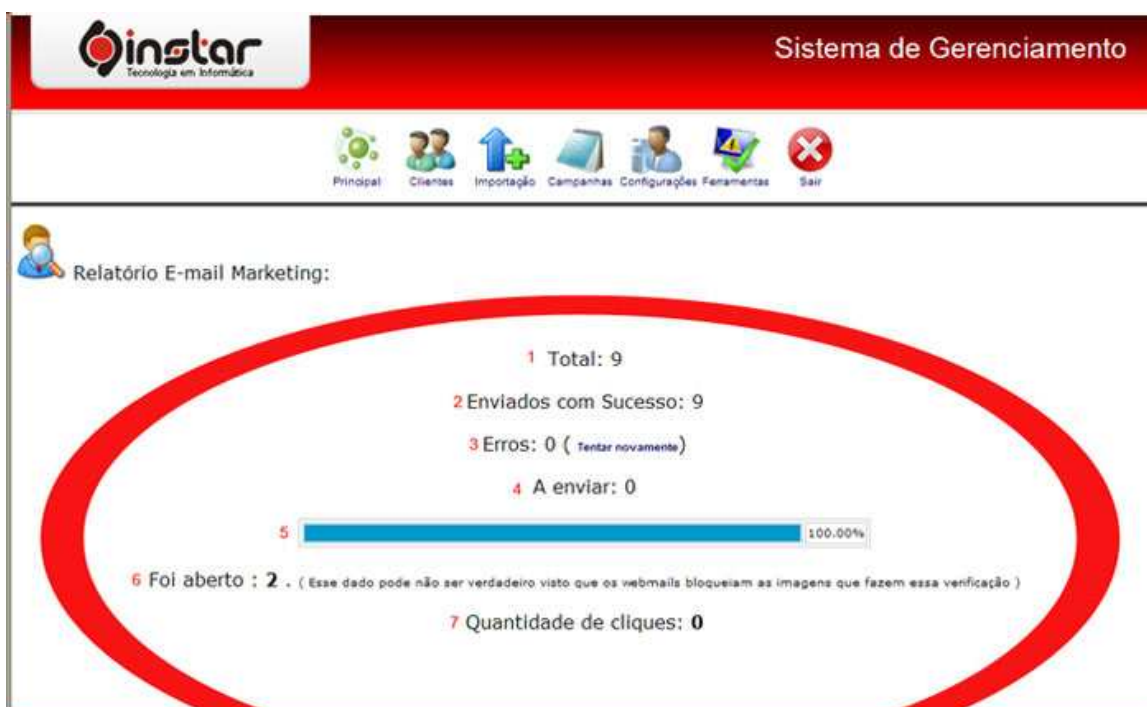 instar
Tecnologia em Informática
Sistema de Gerenciamento
Principal Clientes Importação Campanhas Configurações Ferramentas Sair
Relatório E-mail Marketing:
1 Total: 9
2 Enviados com Sucesso: 9
3 Erros: 0 ( Tentar novamente)
4 A enviar: 0
5 100.00%
6 Foi aberto : 2 . ( Esse dado pode não ser verdadeiro visto que os webmails bloqueiam as imagens que fazem essa verificação )
7 Quantidade de cliques: 0